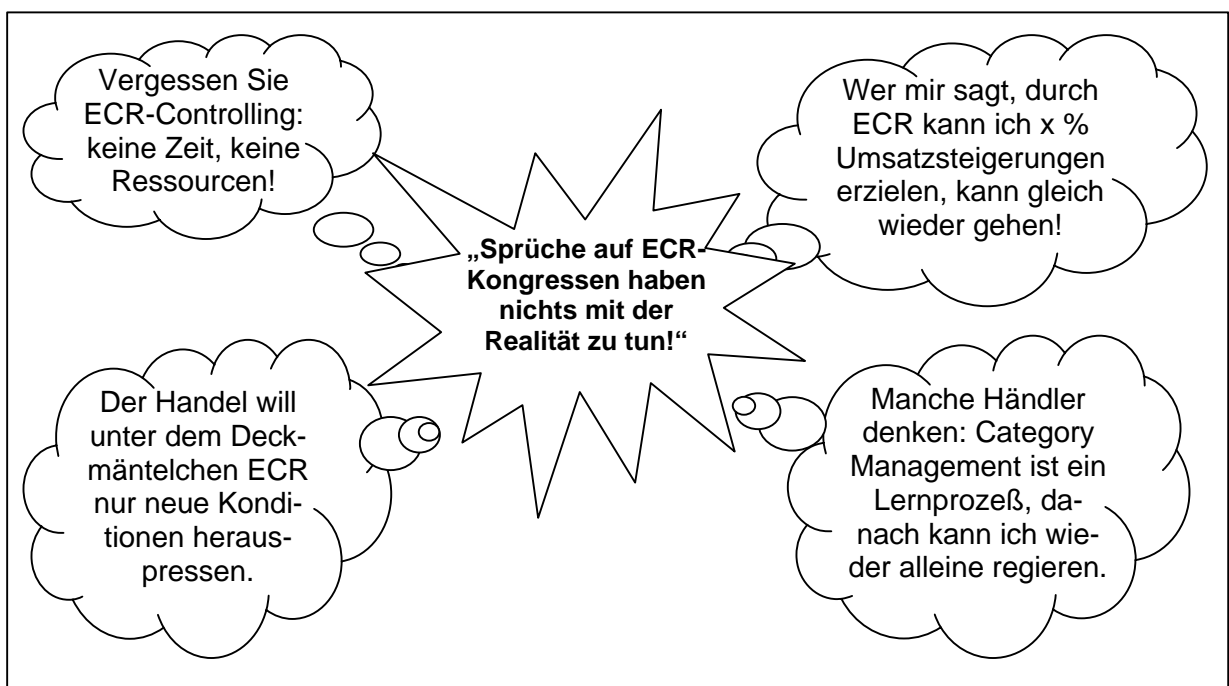 Vergessen Sie
ECR-Controlling:
keine Zeit, keine
Ressourcen!
Wer mir sagt, durch
ECR kann ich x %
Umsatzsteigerungen
erzielen, kann gleich
wieder gehen!
„Sprüche auf ECR-
Kongressen haben
nichts mit der
Realität zu tun!“
Der Handel will
unter dem Deck-
mäntelchen ECR
nur neue Kondi-
tionen heraus-
pressen.
Manche Händler
denken: Category
Management ist ein
Lernprozeß, da-
nach kann ich wie-
der alleine regieren.